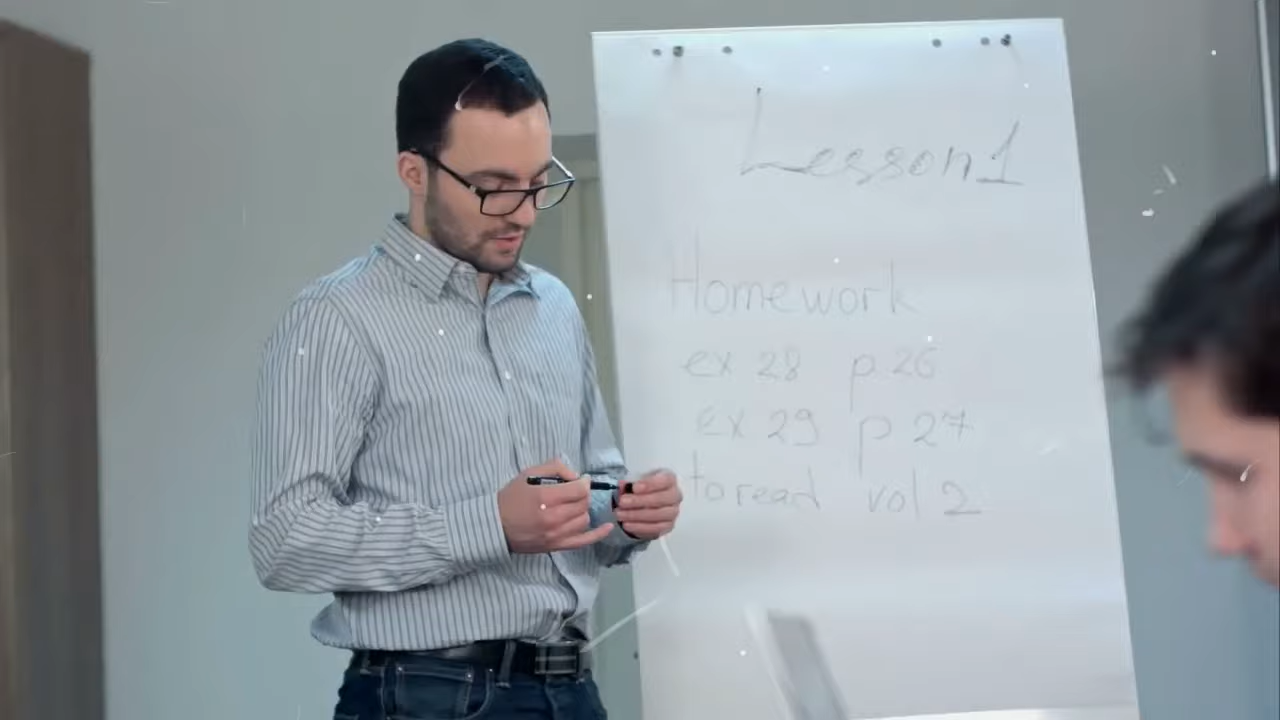 Lesson 1
Homework
ex 28 p. 26
ex 29 p 27
to read vol 2